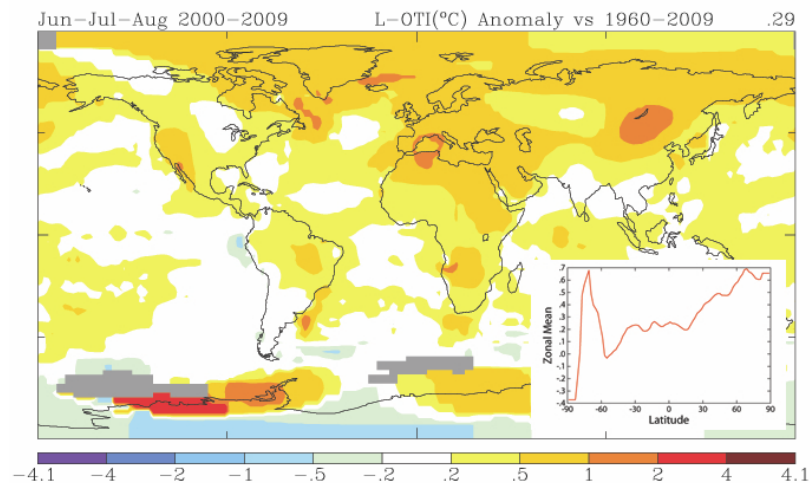 Jun-Jul-Aug 2000-2009 L-OTI(°C) Anomaly vs 1960-2009 .29
.7
.6
.5
.4
.3
.2
.1
.0
.1
.2
.3
.4
Zonal Mean
-90 -60 -30 0 30 60 90
Latitude
-4.1 -4 -2 -1 -.5 -.2 .2 .5 1 2 4 4.1